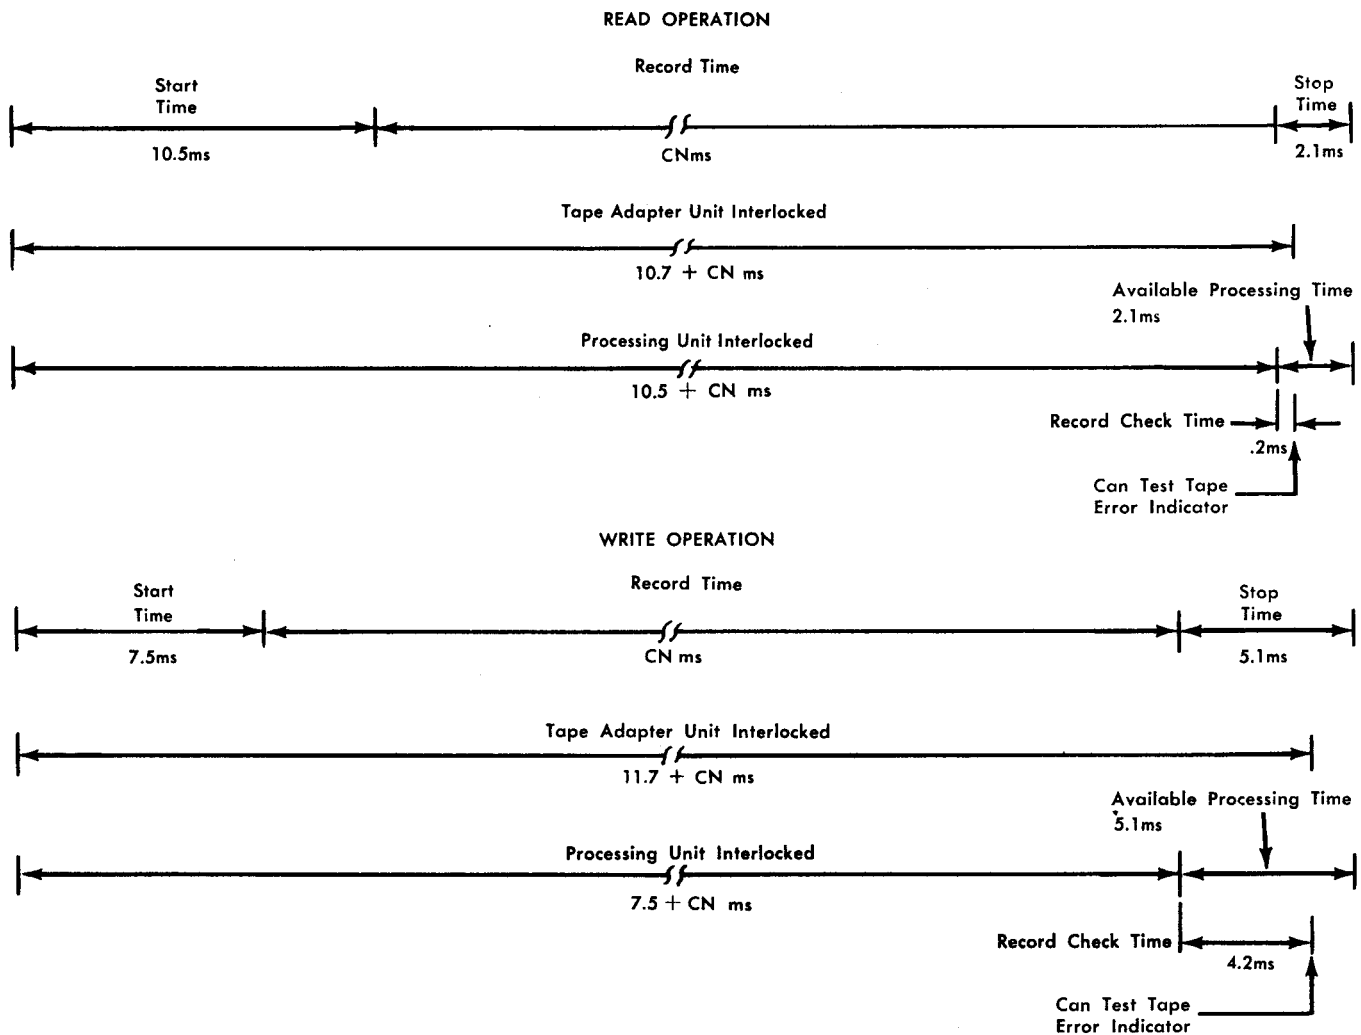 READ OPERATION
Record Time
Start
Time
Stop
Time
10.5ms
CNms
2.1ms
Tape Adapter Unit Interlocked
10.7 + CN ms
Available Processing Time
2.1ms
Processing Unit Interlocked
10.5 + CN ms
Record Check Time
.2ms
Can Test Tape
Error Indicator
WRITE OPERATION
Record Time
Start
Time
Stop
Time
7.5ms
CN ms
5.1ms
Tape Adapter Unit Interlocked
11.7 + CN ms
Available Processing Time
5.1ms
Processing Unit Interlocked
7.5 + CN ms
Record Check Time
4.2ms
Can Test Tape
Error Indicator